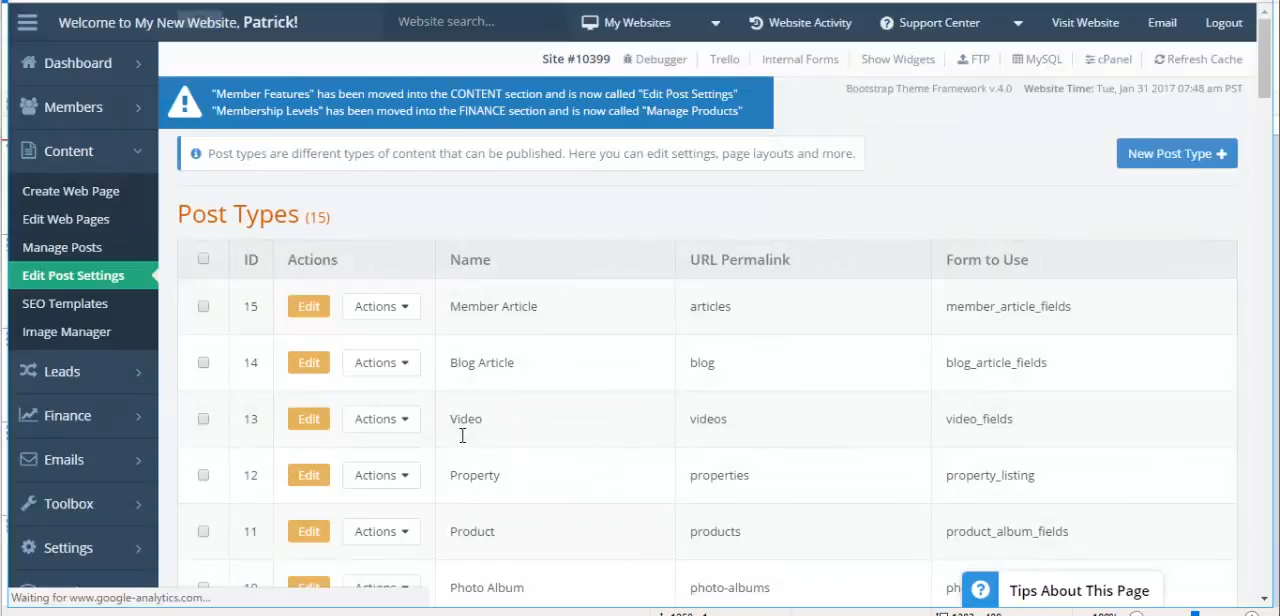 Welcome to My New Website, Patrick!
Website search...
My Websites
Website Activity
Support Center
Visit Website
Email
Logout
Dashboard
Members
Content
Create Web Page
Edit Web Pages
Manage Posts
Edit Post Settings
SEO Templates
Image Manager
Leads
Finance
Emails
Toolbox
Settings
Site #10399 Debugger Trello Internal Forms Show Widgets FTP MySQL cPanel Refresh Cache
"Member Features" has been moved into the CONTENT section and is now called "Edit Post Settings"
"Membership Levels" has been moved into the FINANCE section and is now called "Manage Products"
Bootstrap Theme Framework v.4.0 Website Time: Tue, Jan 31 2017 07:48 am PST
Post types are different types of content that can be published. Here you can edit settings, page layouts and more.
New Post Type +
Post Types (15)
ID Actions Name URL Permalink Form to Use
15 Edit Actions Member Article articles member_article_fields
14 Edit Actions Blog Article blog blog_article_fields
13 Edit Actions Video videos video_fields
12 Edit Actions Property properties property_listing
11 Edit Actions Product products product_album_fields
10 Edit Actions Photo Album photo-albums
Tips About This Page
Waiting for www.google-analytics.com...